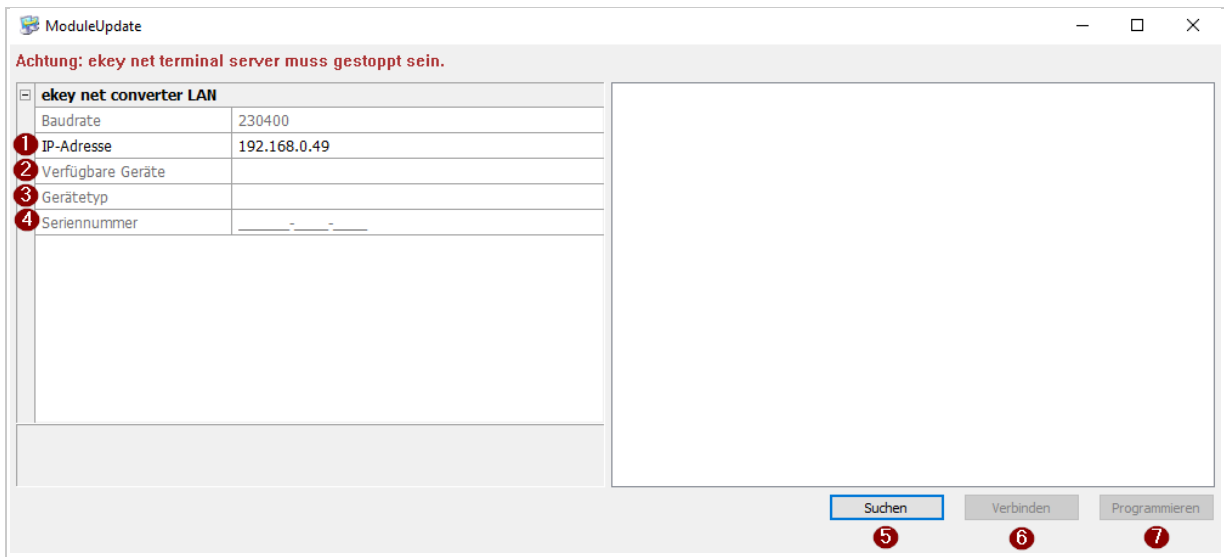 ModuleUpdate
Achtung: ekey net terminal server muss gestoppt sein.
ekey net converter LAN
Baudrate 230400
1 IP-Adresse 192.168.0.49
2 Verfügbare Geräte
3 Gerätetyp
4 Seriennummer ______-____-____
Suchen Verbinden Programmieren
5 6 7